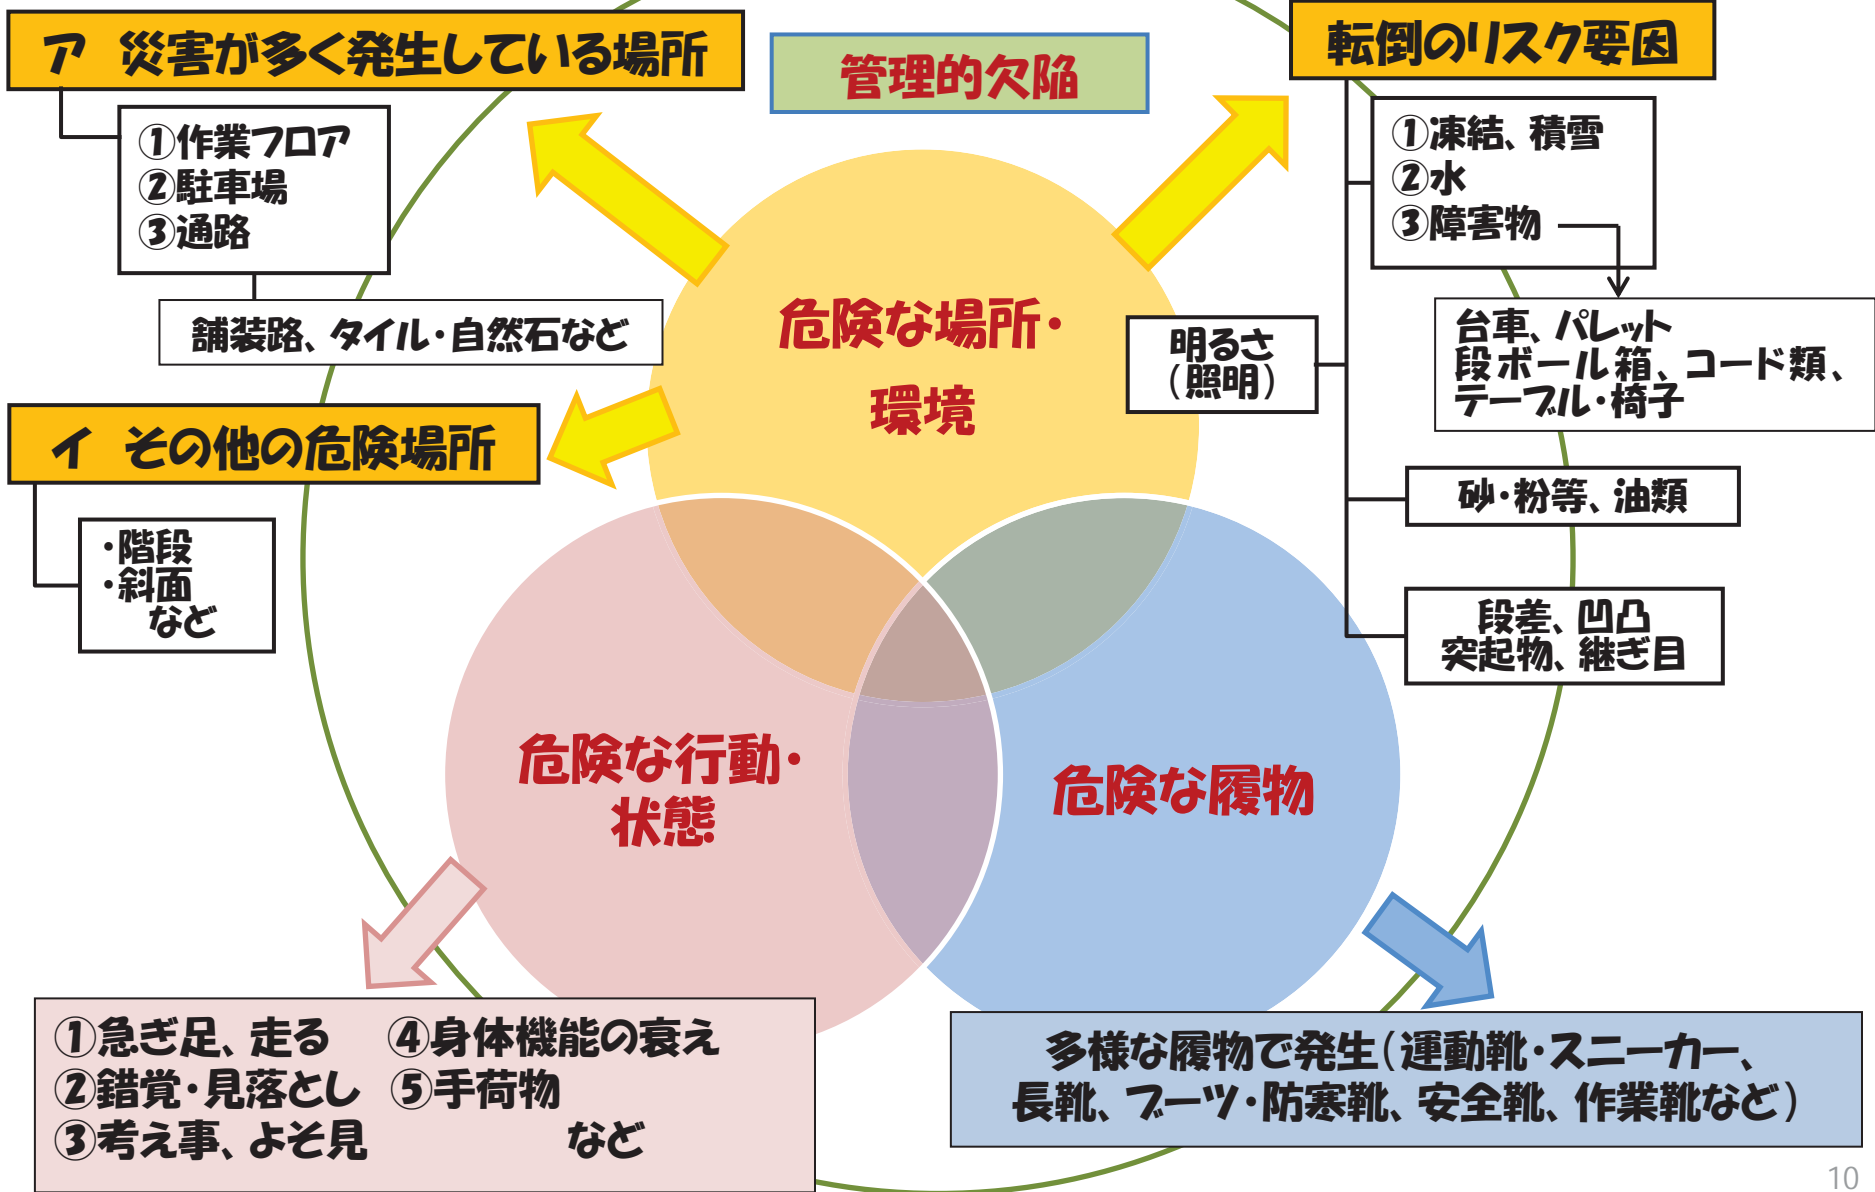 ア 災害が多く発生している場所
①作業フロア
②駐車場
③通路
舗装路、タイル・自然石など
イ その他の危険場所
・階段
・斜面
など
管理的欠陥
転倒のリスク要因
①凍結、積雪
②水
③障害物
台車、パレット
段ボール箱、コード類、
テーブル・椅子
明るさ
(照明)
砂・粉等、油類
段差、凹凸
突起物、継ぎ目
危険な場所・
環境
危険な行動・
状態
危険な履物
①急ぎ足、走る ④身体機能の衰え
②錯覚・見落とし ⑤手荷物
③考え事、よそ見 など
多様な履物で発生(運動靴・スニーカー、
長靴、ブーツ・防寒靴、安全靴、作業靴など)
10